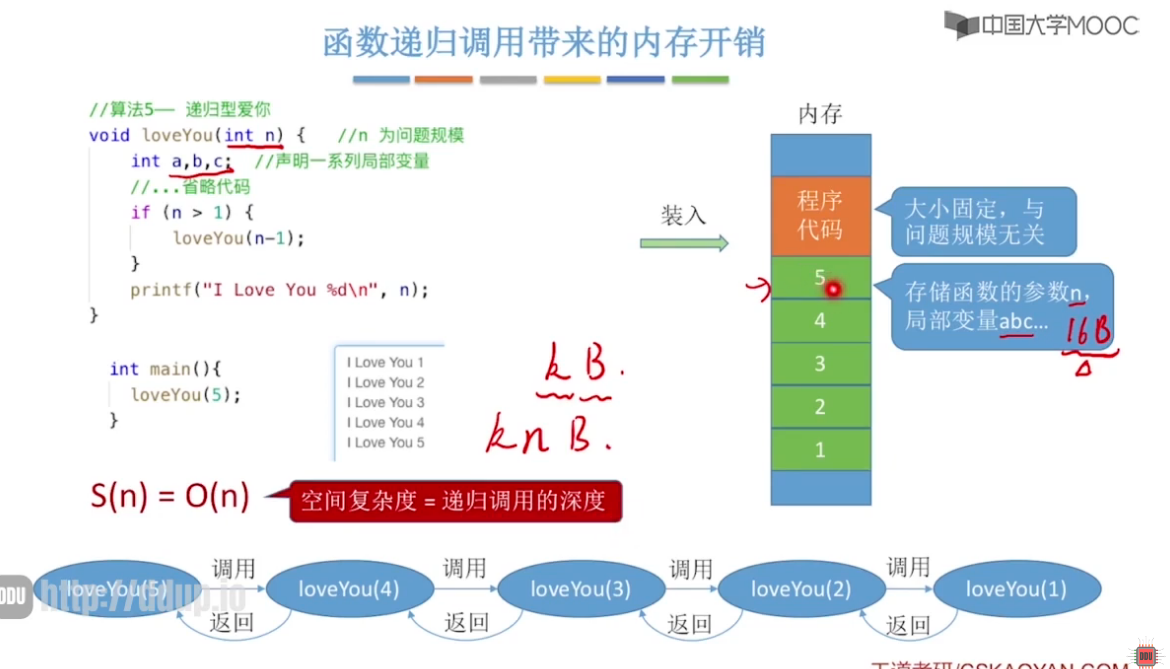 中国大学MOOC
函数递归调用带来的内存开销
//算法5—— 递归型爱你
void loveYou(int n) {   //n 为问题规模
    int a,b,c;  //声明一系列局部变量
    //...省略代码
    if (n > 1) {
        loveYou(n-1);
    }
    printf("I Love You %d\n", n);
}
int main(){
  loveYou(5);
}
I Love You 1
I Love You 2
I Love You 3
I Love You 4
I Love You 5
k B.
k n B.
装入
内存
程序
代码
5
4
3
2
1
大小固定，与
问题规模无关
存储函数的参数n，
局部变量abc...
16B
S(n) = O(n)
空间复杂度 = 递归调用的深度
loveYou(5)
调用
返回
loveYou(4)
调用
返回
loveYou(3)
调用
返回
loveYou(2)
调用
返回
loveYou(1)
DDU
http://ddup.io
王道考研/CSKAOYAN.COM
DDU